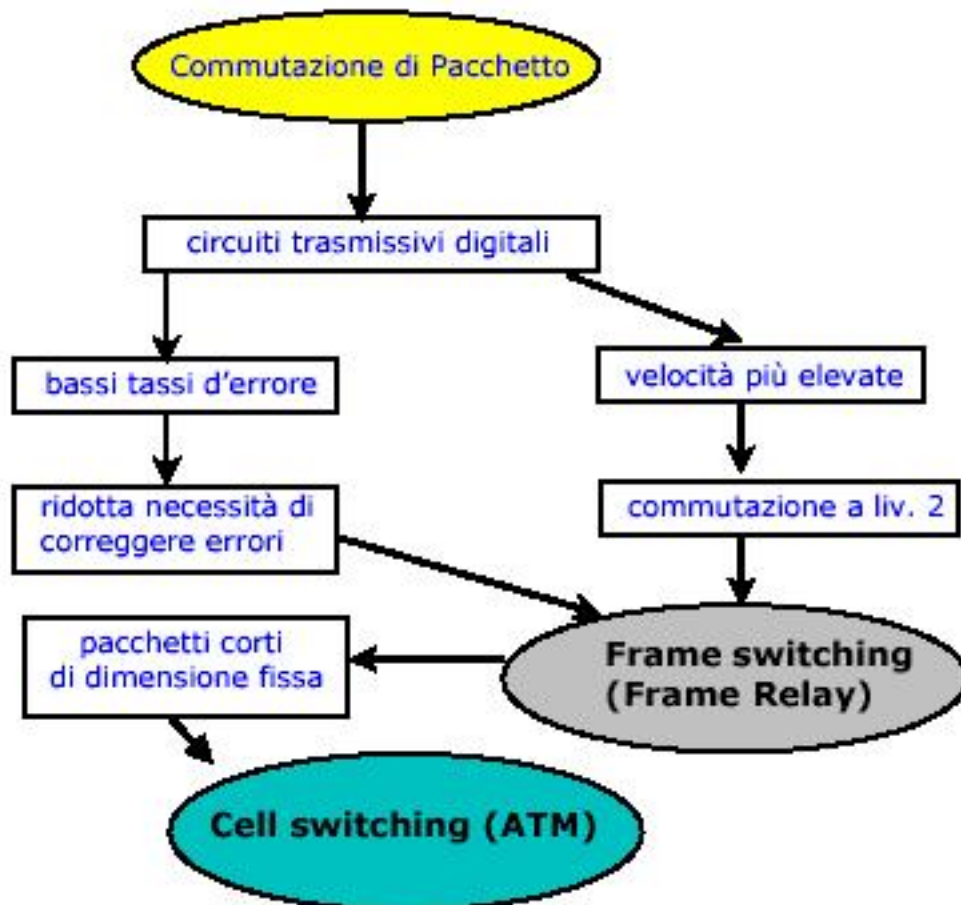 Commutazione di Pacchetto
circuiti trasmissivi digitali
bassi tassi d'errore
velocità più elevate
ridotta necessità di
correggere errori
commutazione a liv. 2
pacchetti corti
di dimensione fissa
Frame switching
(Frame Relay)
Cell switching (ATM)